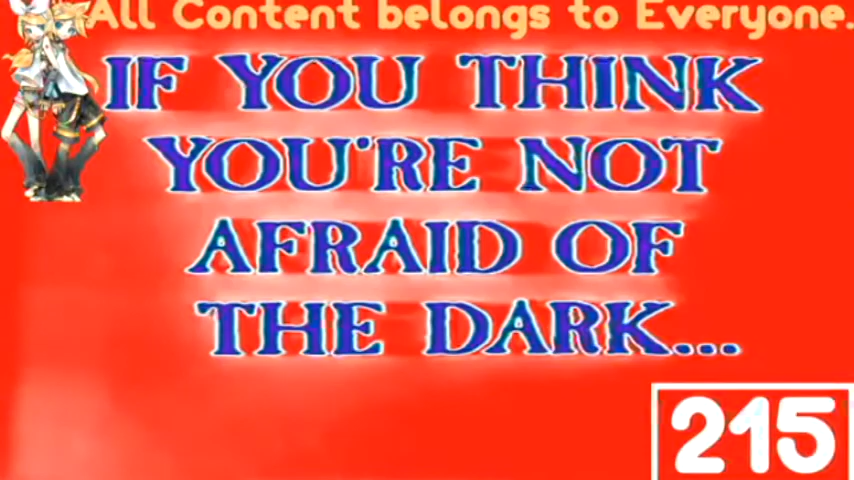 All Content belongs to Everyone.
IF YOU THINK
YOU'RE NOT
AFRAID OF
THE DARK...
215